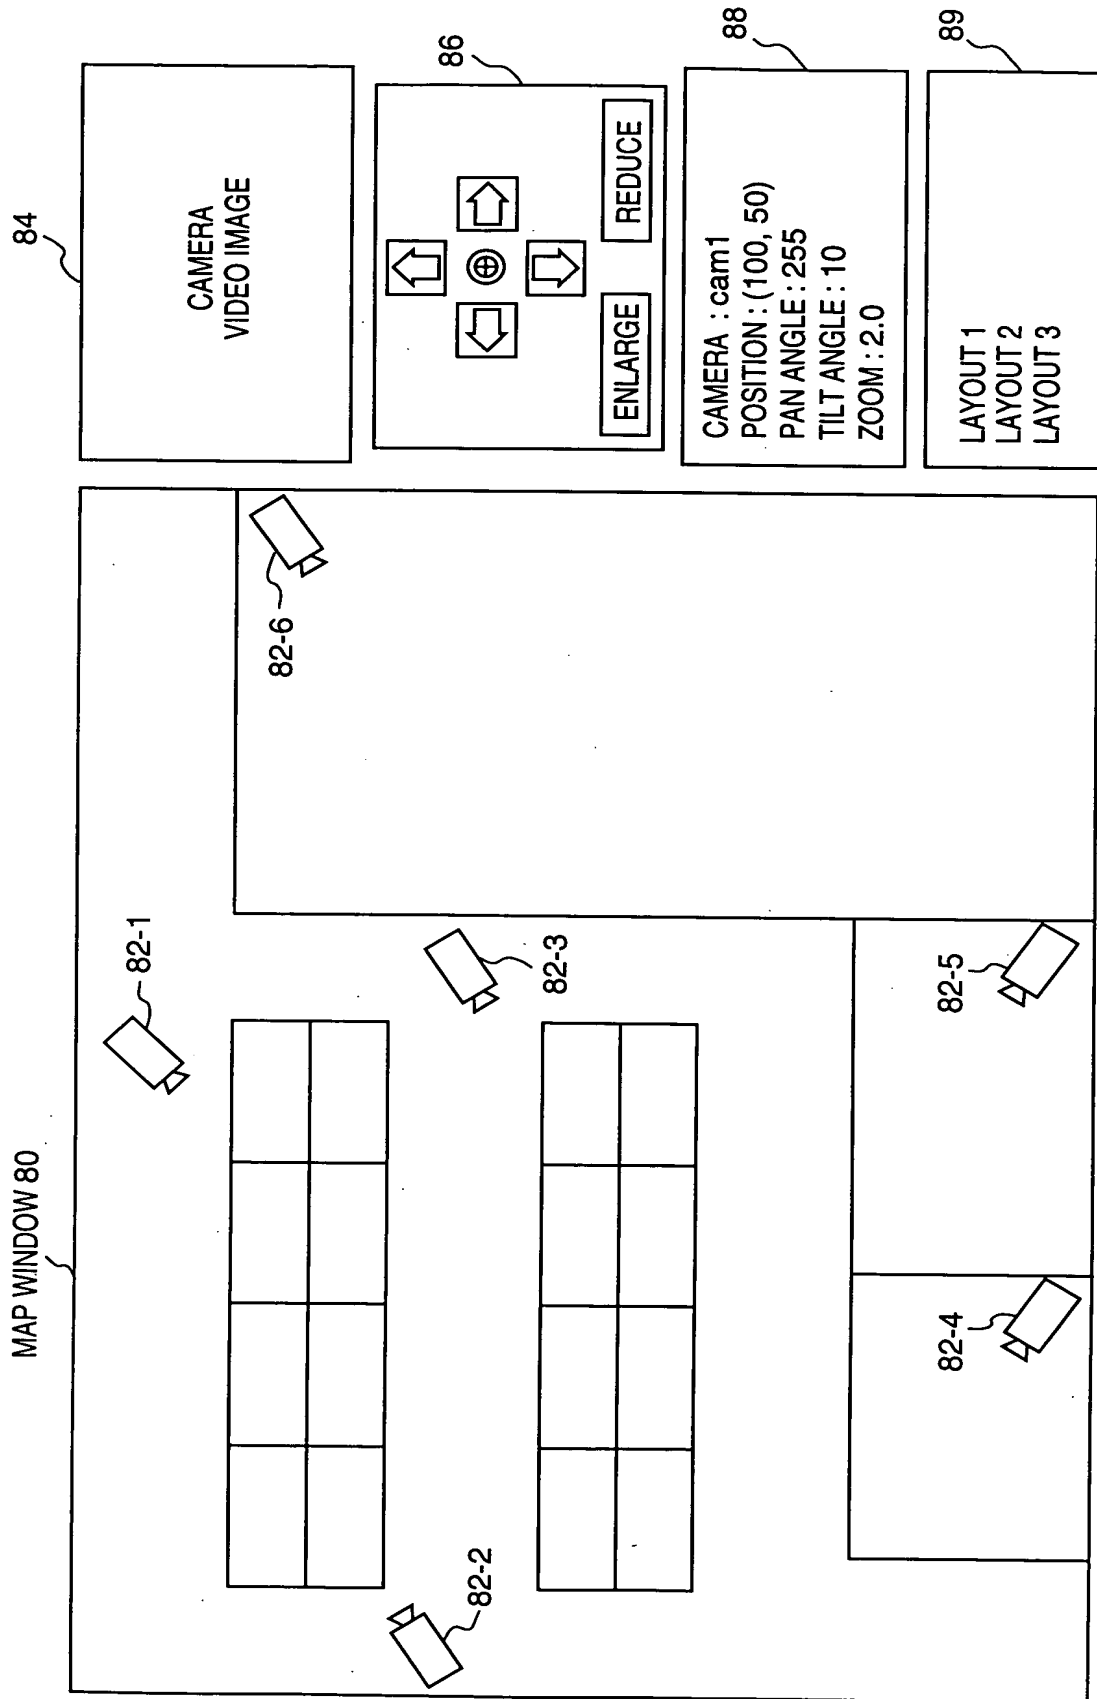 MAP WINDOW 80
82-1
82-2
82-3
82-4
82-5
82-6
84
CAMERA
VIDEO IMAGE
86
ENLARGE
REDUCE
88
CAMERA : cam1
POSITION : (100, 50)
PAN ANGLE : 255
TILT ANGLE : 10
ZOOM : 2.0
89
LAYOUT 1
LAYOUT 2
LAYOUT 3